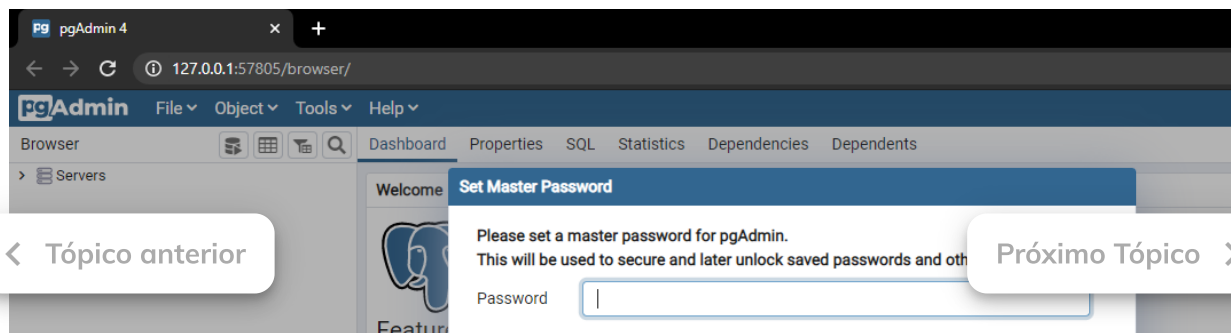 pgAdmin 4
127.0.0.1:57805/browser/
pgAdmin File Object Tools Help
Browser Dashboard Properties SQL Statistics Dependencies Dependents
Servers
Welcome Set Master Password
Please set a master password for pgAdmin.
This will be used to secure and later unlock saved passwords and oth
Tópico anterior Próximo Tópico
Password
Feature